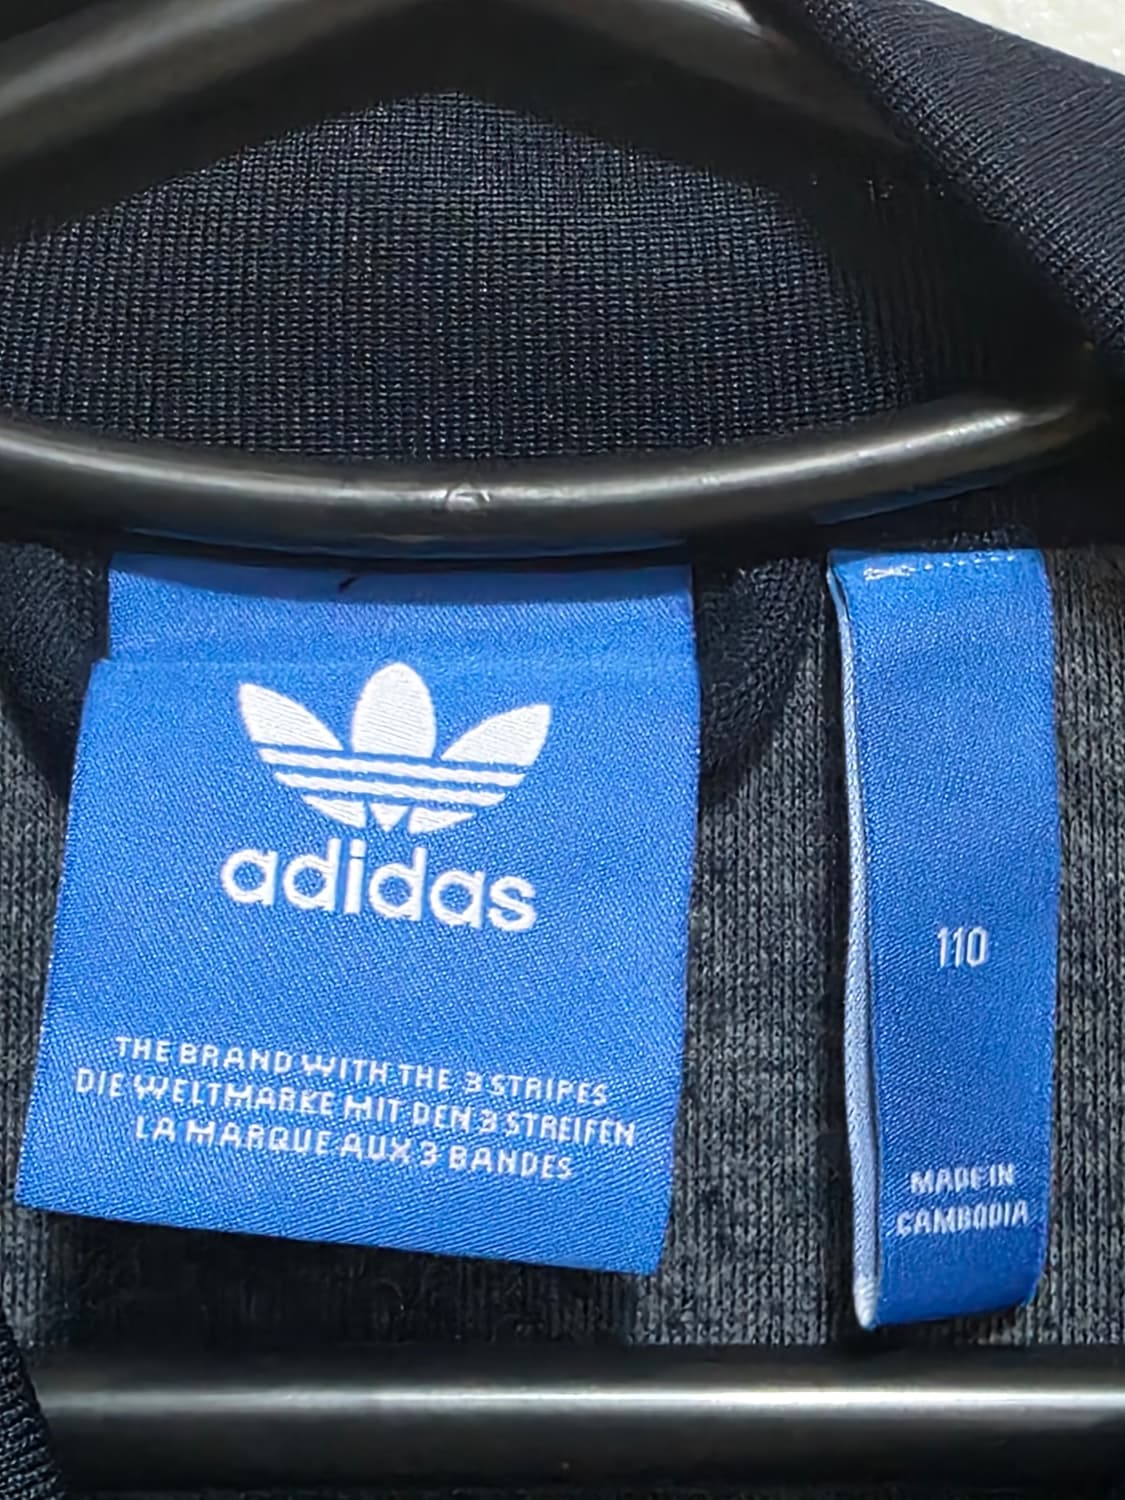 adidas
THE BRAND WITH THE 3 STRIPES
DIE WELTMARKE MIT DEN 3 STREIFEN
LA MARQUE AUX 3 BANDES
110
MADE IN
CAMBODIA